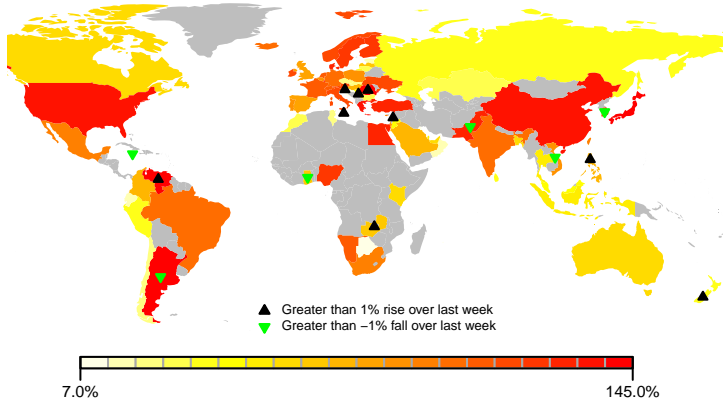 Greater than 1% rise over last week
Greater than −1% fall over last week
7.0% 145.0%